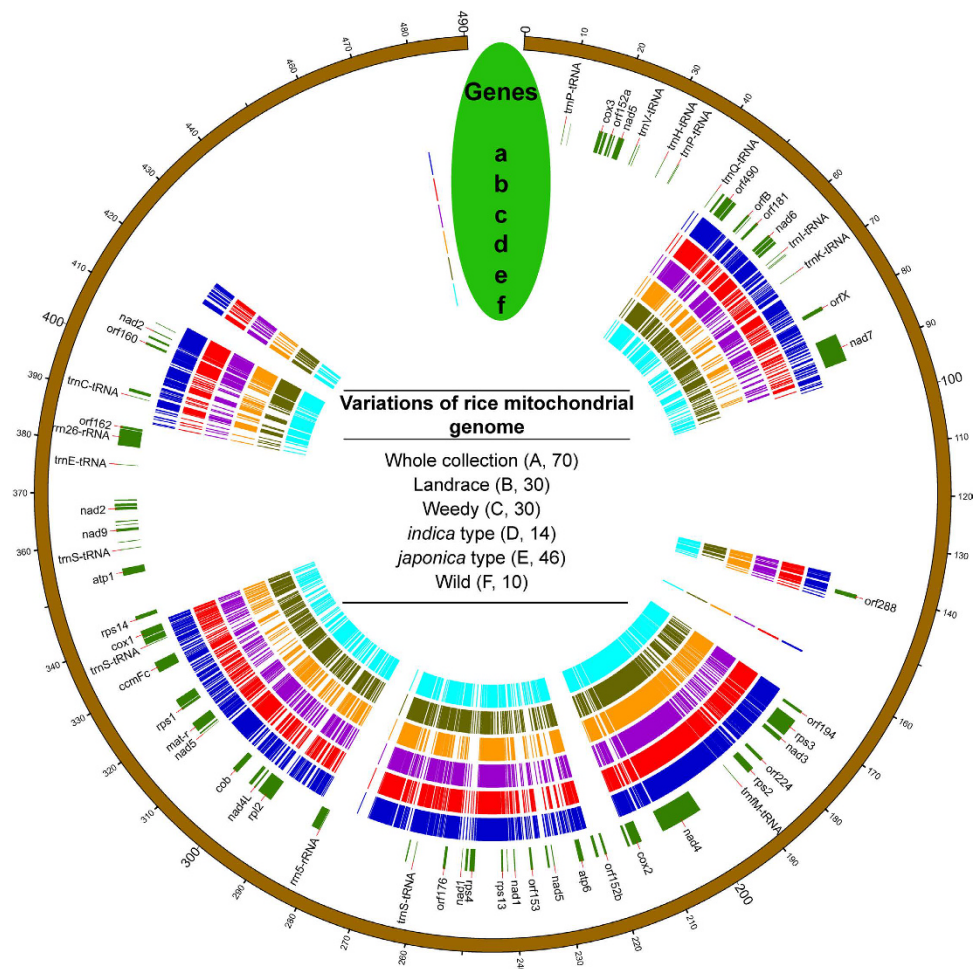 Genes
a
b
c
d
e
f
Variations of rice mitochondrial
genome
Whole collection (A, 70)
Landrace (B, 30)
Weedy (C, 30)
indica type (D, 14)
japonica type (E, 46)
Wild (F, 10)
0
10
20
30
40
60
70
80
90
100
110
120
130
140
160
170
180
190
200
210
220
230
240
250
260
270
280
290
300
310
320
330
340
360
370
380
390
400
410
420
430
440
460
470
480
490
trnP-tRNA
cox3
orf152a
nad5
trnV-tRNA
trnH-tRNA
trnP-tRNA
trnQ-tRNA
orf490
orfB
orf181
nad6
trnI-tRNA
trnK-tRNA
orfX
nad7
orf288
orf194
rps3
nad3
orf224
rps2
trnfM-tRNA
nad4
cox2
orf152b
atp6
nad5
orf153
nad1
rps13
rps4
nad1
orf176
trnS-tRNA
rrn5-rRNA
rpl2
nad4L
cob
nad5
mat-r
rps1
ccmFc
trnS-tRNA
cox1
rps14
atp1
trnS-tRNA
nad9
nad2
trnE-tRNA
rrn26-rRNA
orf162
trnC-tRNA
orf160
nad2